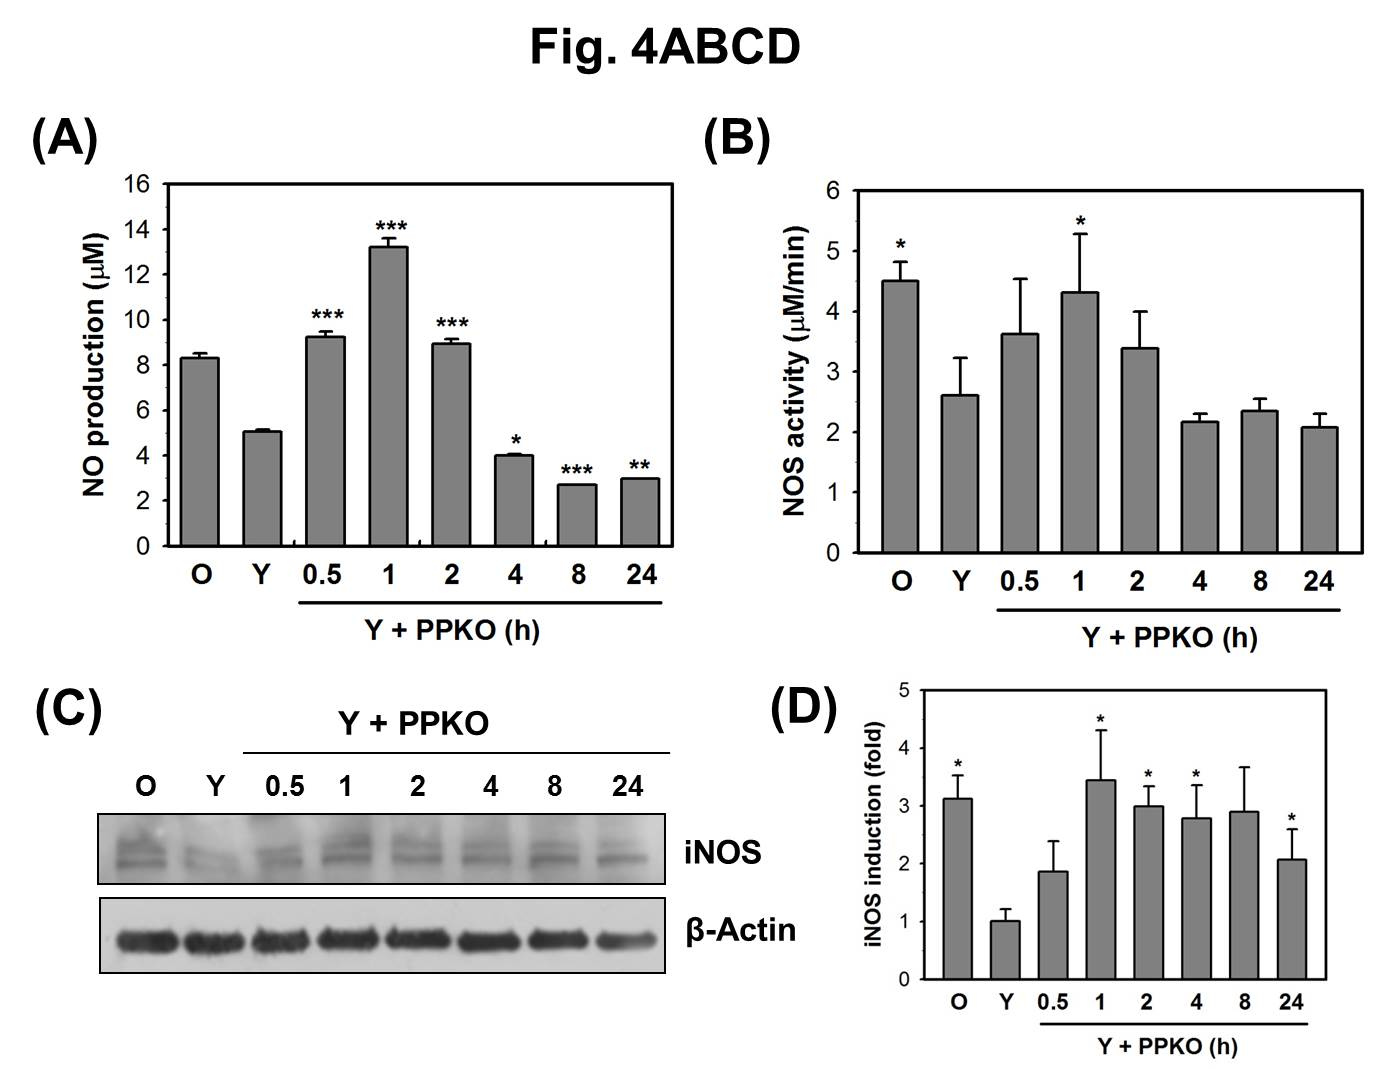 Fig. 4ABCD
(A)
NO production (μM)
16
14
12
10
8
6
4
2
0
***
***
***
*
***
**
O Y 0.5 1 2 4 8 24
Y + PPKO (h)
(B)
NOS activity (μM/min)
6
5
4
3
2
1
0
*
*
O Y 0.5 1 2 4 8 24
Y + PPKO (h)
(C)
Y + PPKO
O Y 0.5 1 2 4 8 24
iNOS
β-Actin
(D)
iNOS induction (fold)
5
4
3
2
1
0
*
*
*
*
*
O Y 0.5 1 2 4 8 24
Y + PPKO (h)